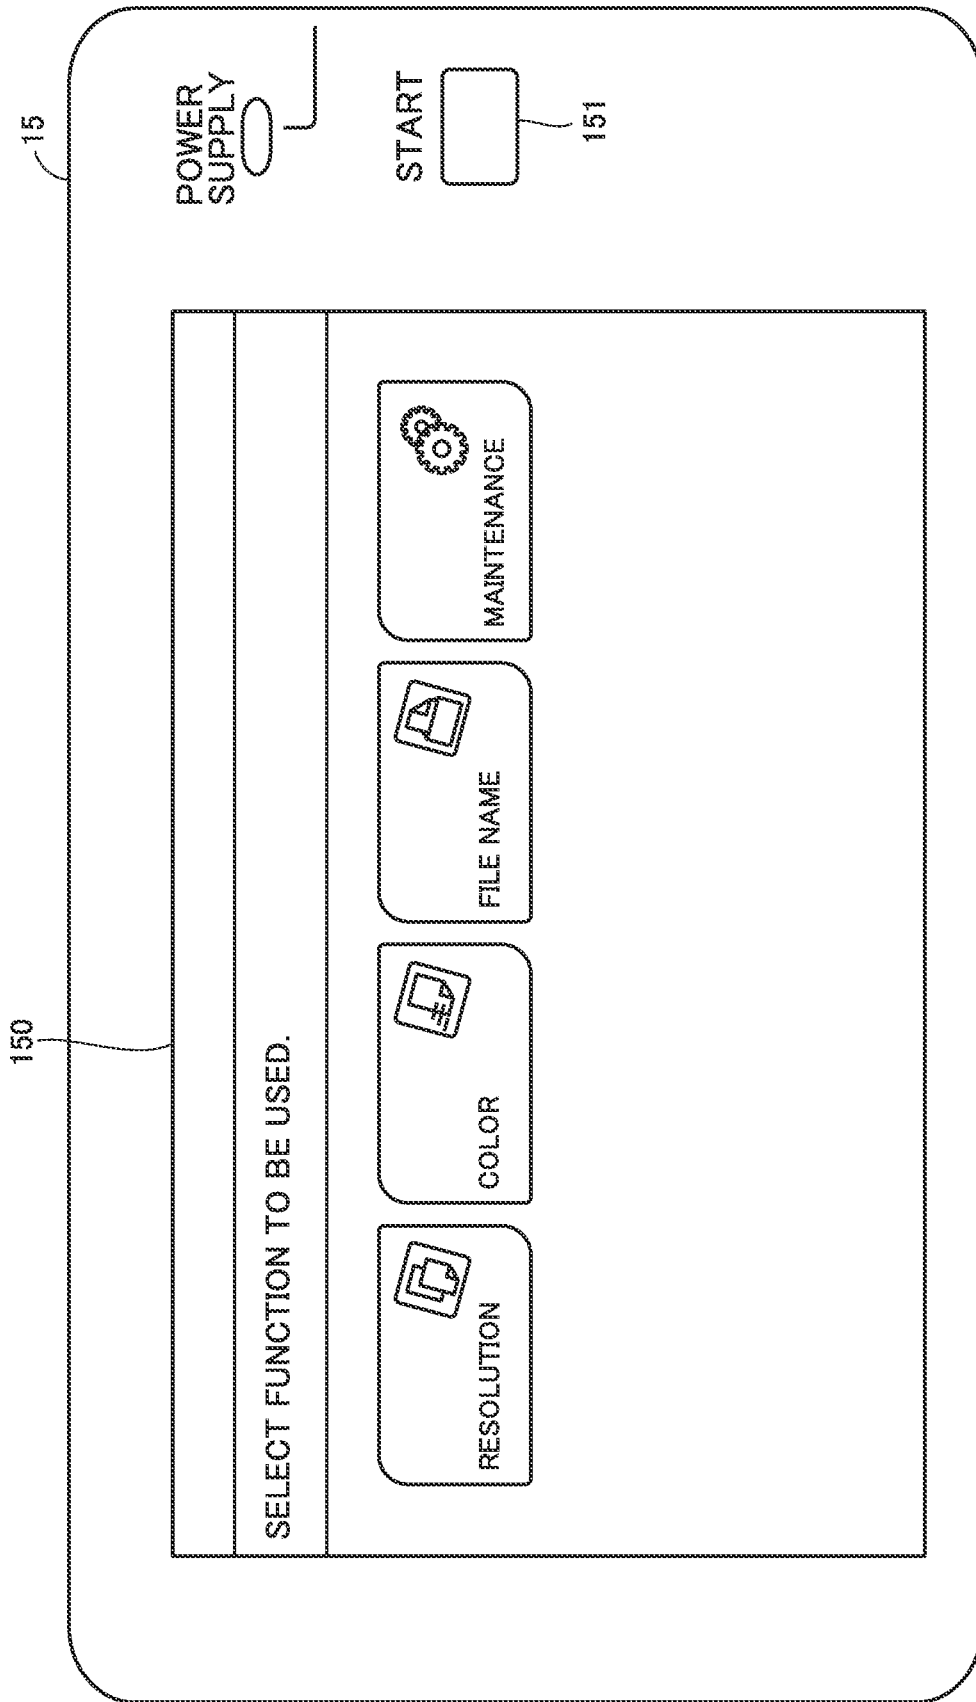 15
150
POWER
SUPPLY
START
151
SELECT FUNCTION TO BE USED.
RESOLUTION
COLOR
FILE NAME
MAINTENANCE